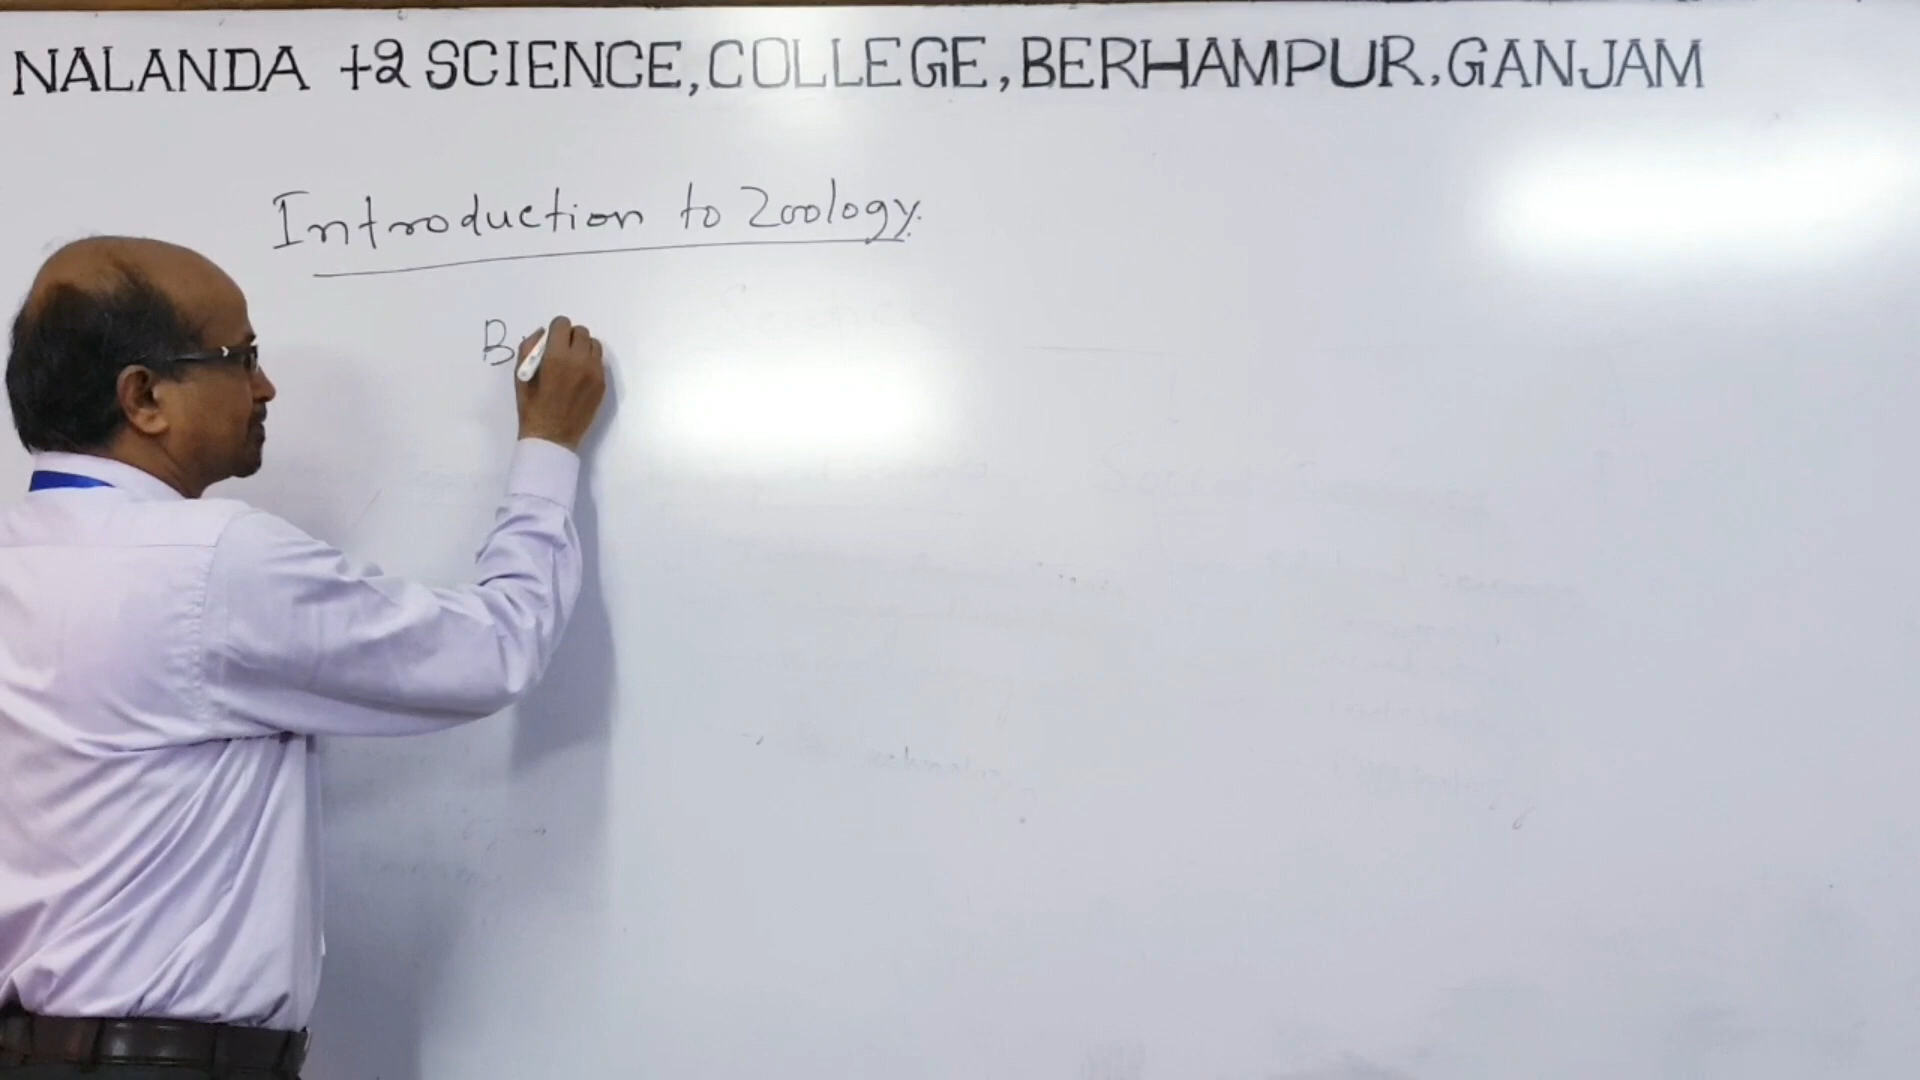 NALANDA +2 SCIENCE, COLLEGE, BERHAMPUR, GANJAM
Introduction to Zoology.
B